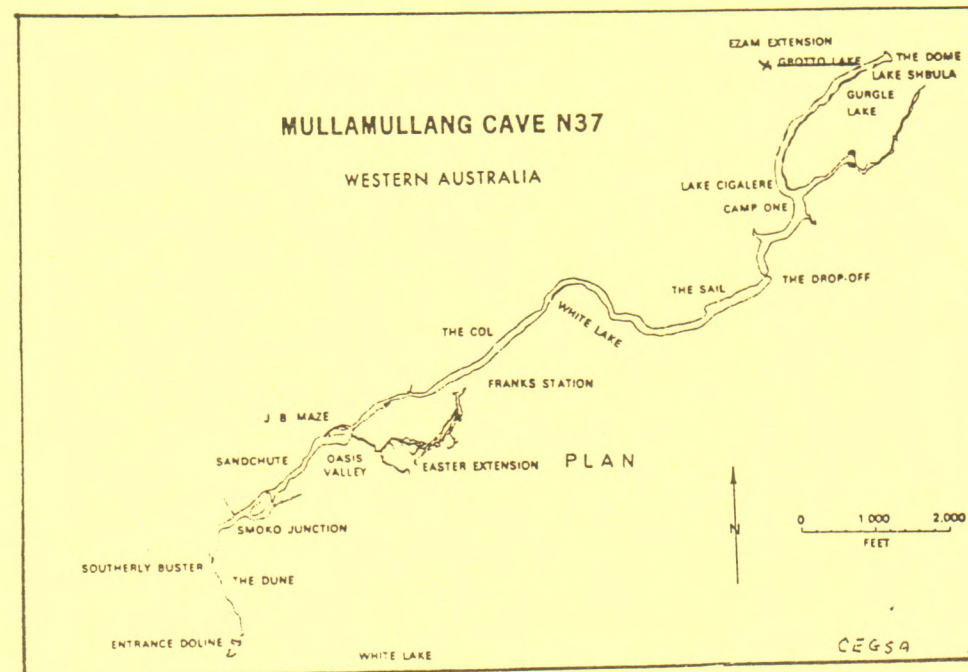 EZAM EXTENSION
GROTTO LAKE
THE DOME
LAKE SHBULA
GURGLE
LAKE
MULLAMULLANG CAVE N37
WESTERN AUSTRALIA
LAKE CIGALERE
CAMP ONE
THE DROP-OFF
THE SAIL
WHITE LAKE
THE COL
FRANKS STATION
J B MAZE
SANDCHUTE
OASIS
VALLEY
EASTER EXTENSION
PLAN
SMOKO JUNCTION
N
0 1.000 2.000
FEET
SOUTHERLY BUSTER
THE DUNE
ENTRANCE DOLINE
WHITE LAKE
CEGSA